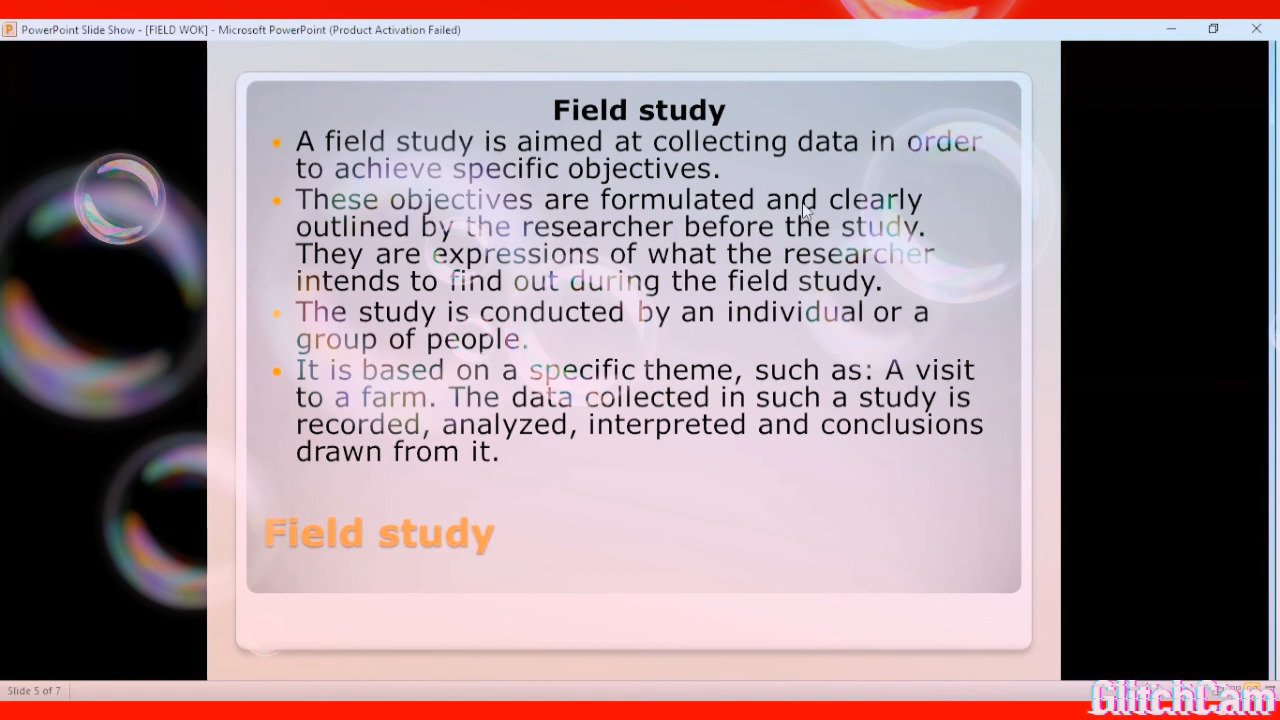 PowerPoint Slide Show - [FIELD WOK] - Microsoft PowerPoint (Product Activation Failed)
Field study
• A field study is aimed at collecting data in order
to achieve specific objectives.
• These objectives are formulated and clearly
outlined by the researcher before the study.
They are expressions of what the researcher
intends to find out during the field study.
• The study is conducted by an individual or a
group of people.
• It is based on a specific theme, such as: A visit
to a farm. The data collected in such a study is
recorded, analyzed, interpreted and conclusions
drawn from it.
Field study
Slide 5 of 7
GlitchCam